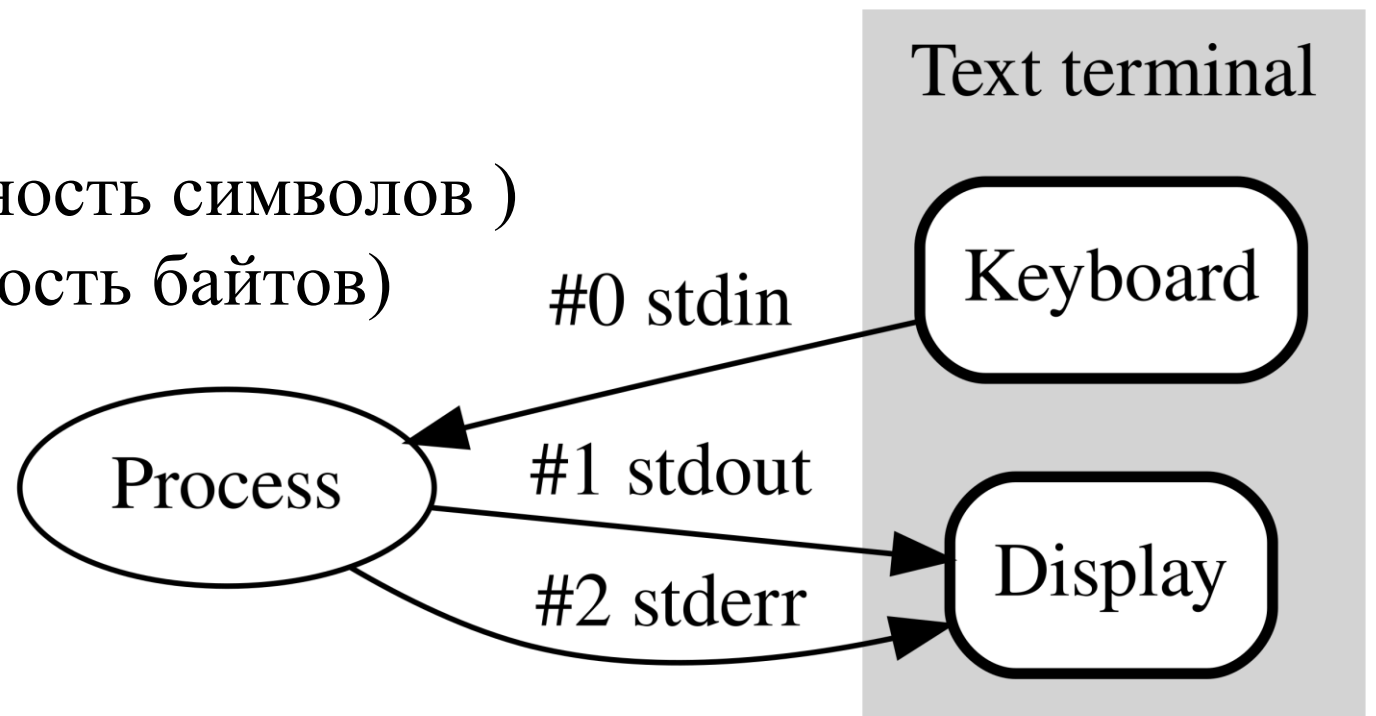 Text terminal
ность символов )
ость байтов)
Keyboard
#0 stdin
Process
#1 stdout
Display
#2 stderr